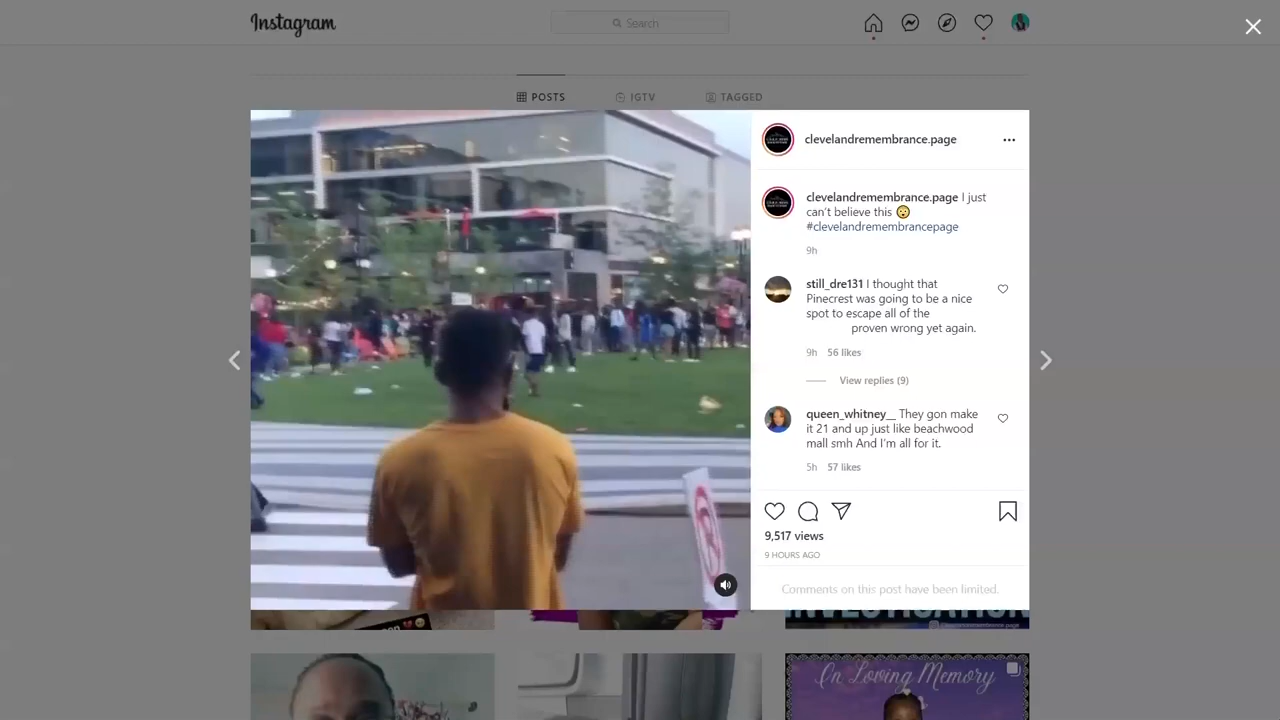 Instagram
Search
POSTS
IGTV
TAGGED
clevelandremembrance.page
clevelandremembrance.page I just
can't believe this 😯
#clevelandremembrancepage
9h
still_dre131 I thought that
Pinecrest was going to be a nice
spot to escape all of the
proven wrong yet again.
9h 56 likes
View replies (9)
queen_whitney__ They gon make
it 21 and up just like beachwood
mall smh And I'm all for it.
5h 57 likes
9,517 views
9 HOURS AGO
Comments on this post have been limited.
In Loving Memory